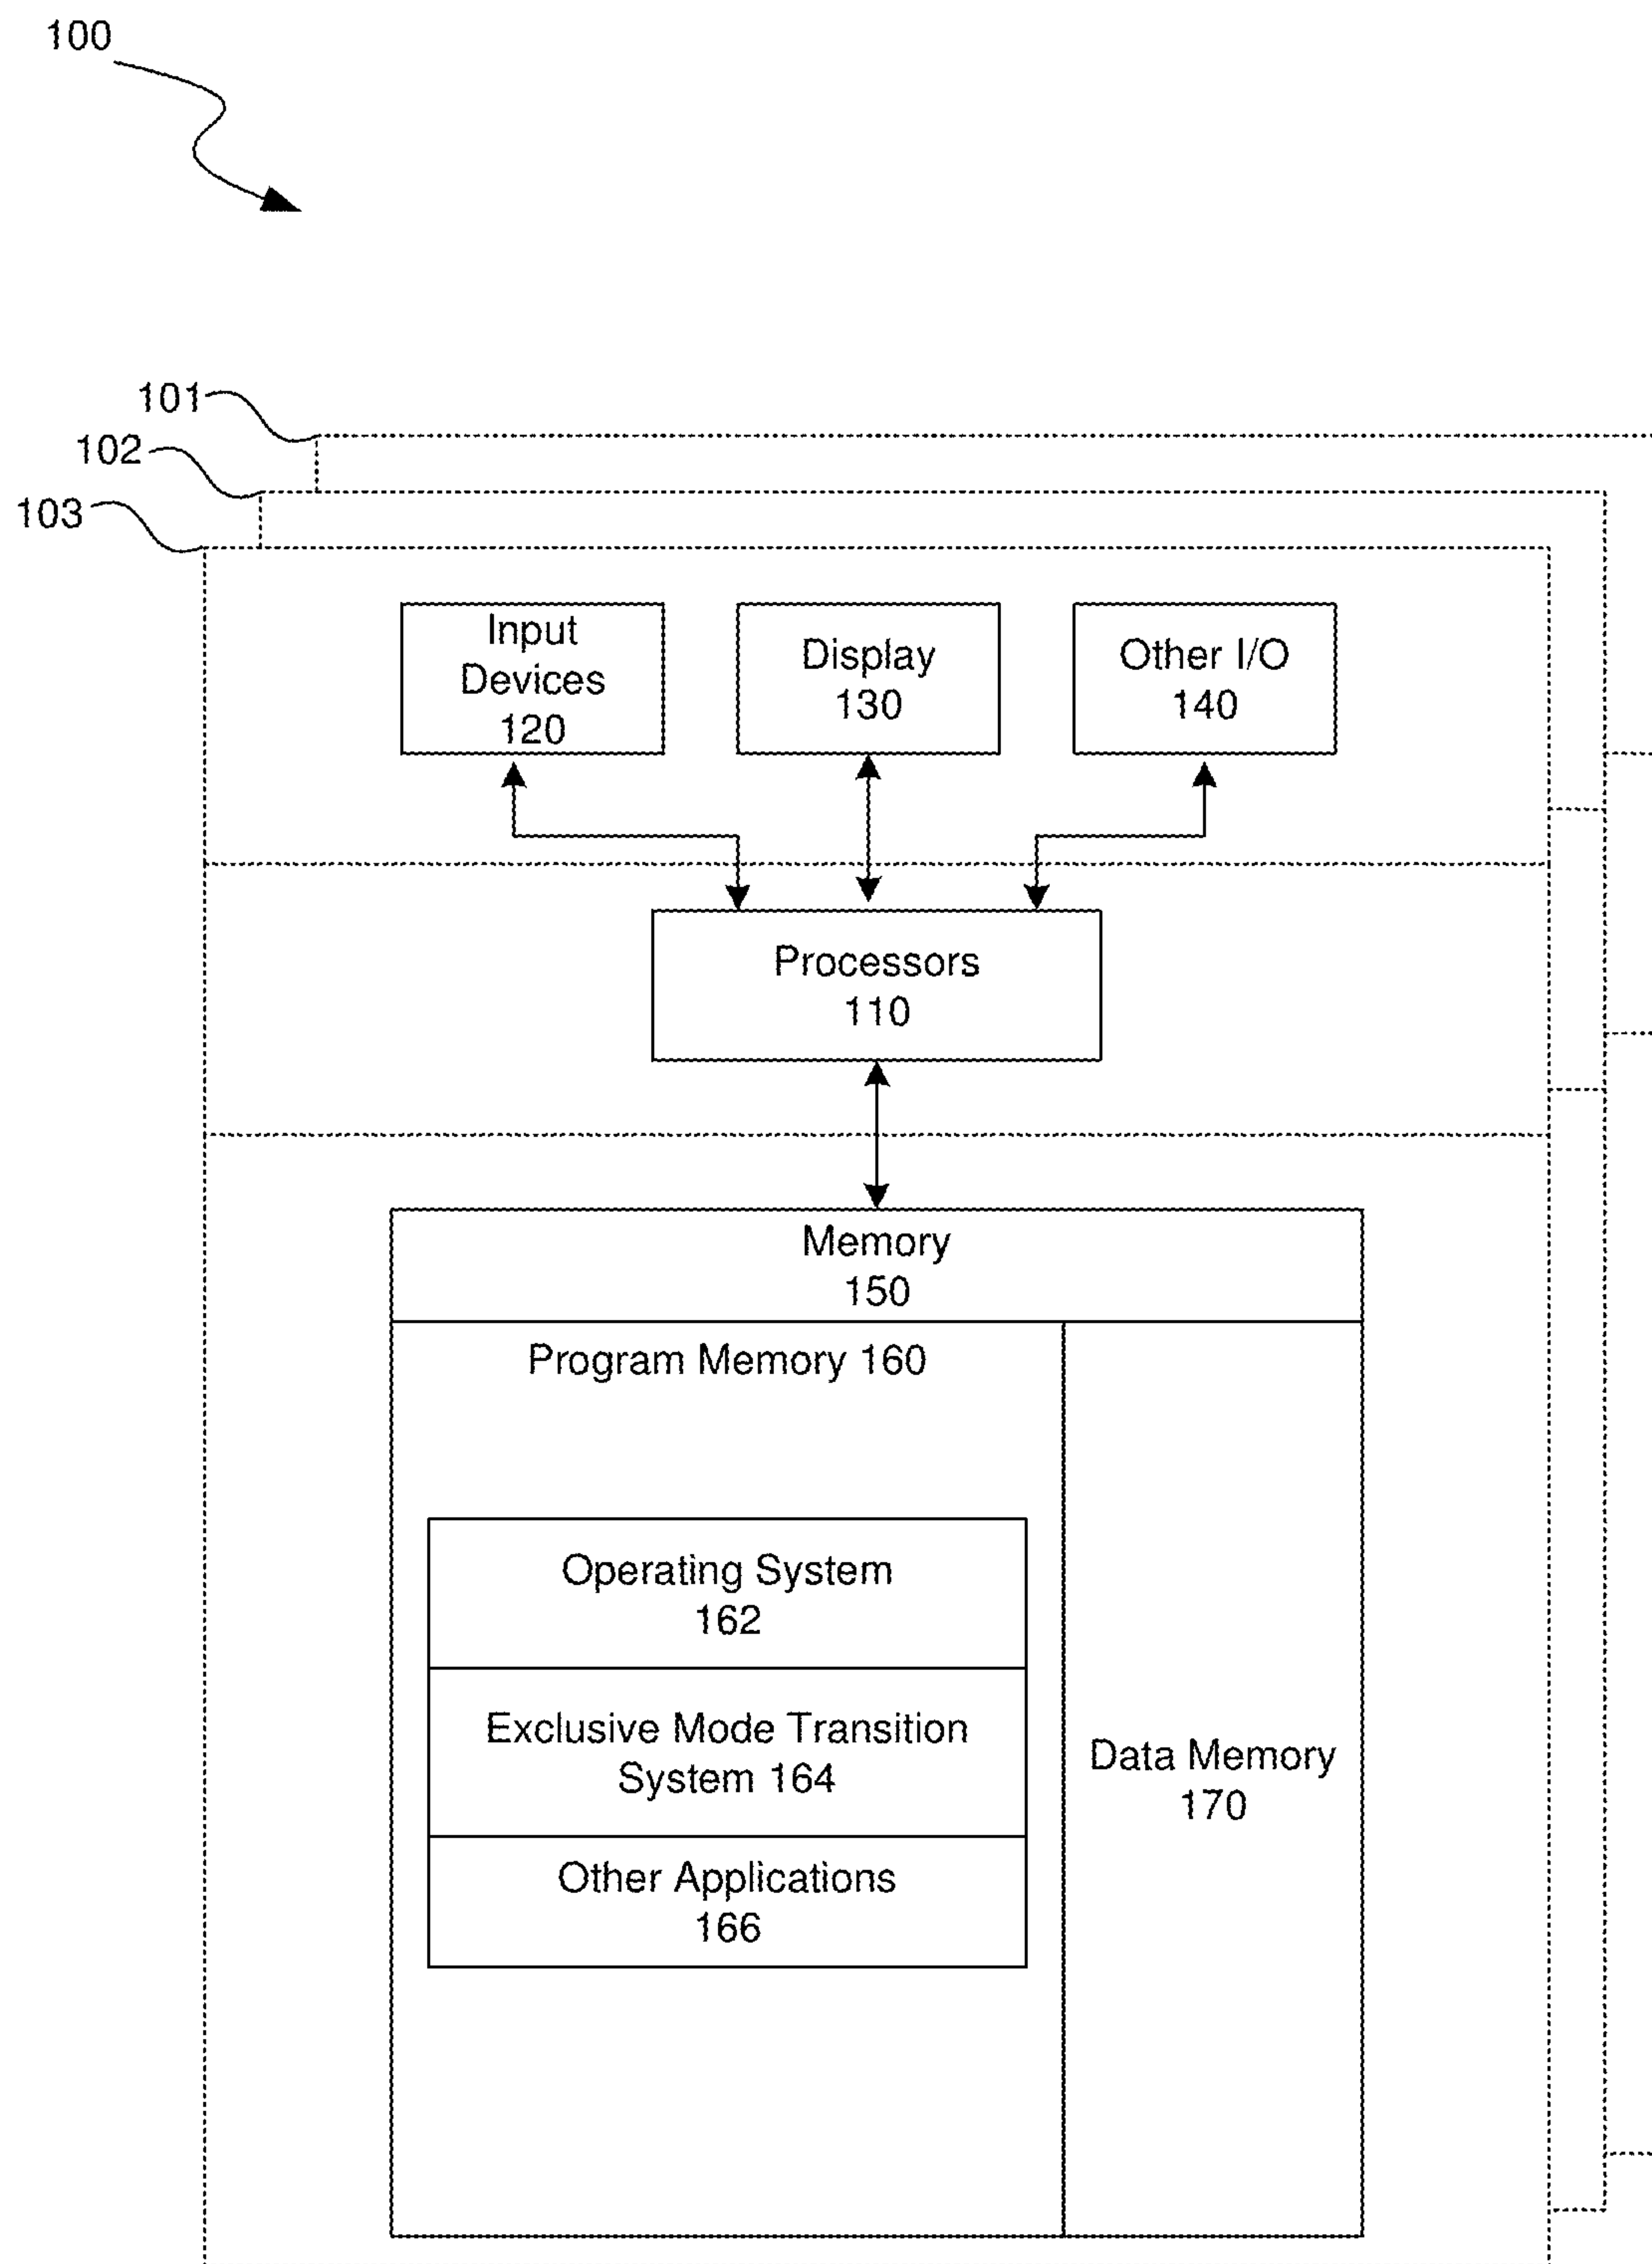 100
101
102
103
Input
Devices
120
Display
130
Other I/O
140
Processors
110
Memory
150
Program Memory 160
Operating System
162
Exclusive Mode Transition
System 164
Other Applications
166
Data Memory
170